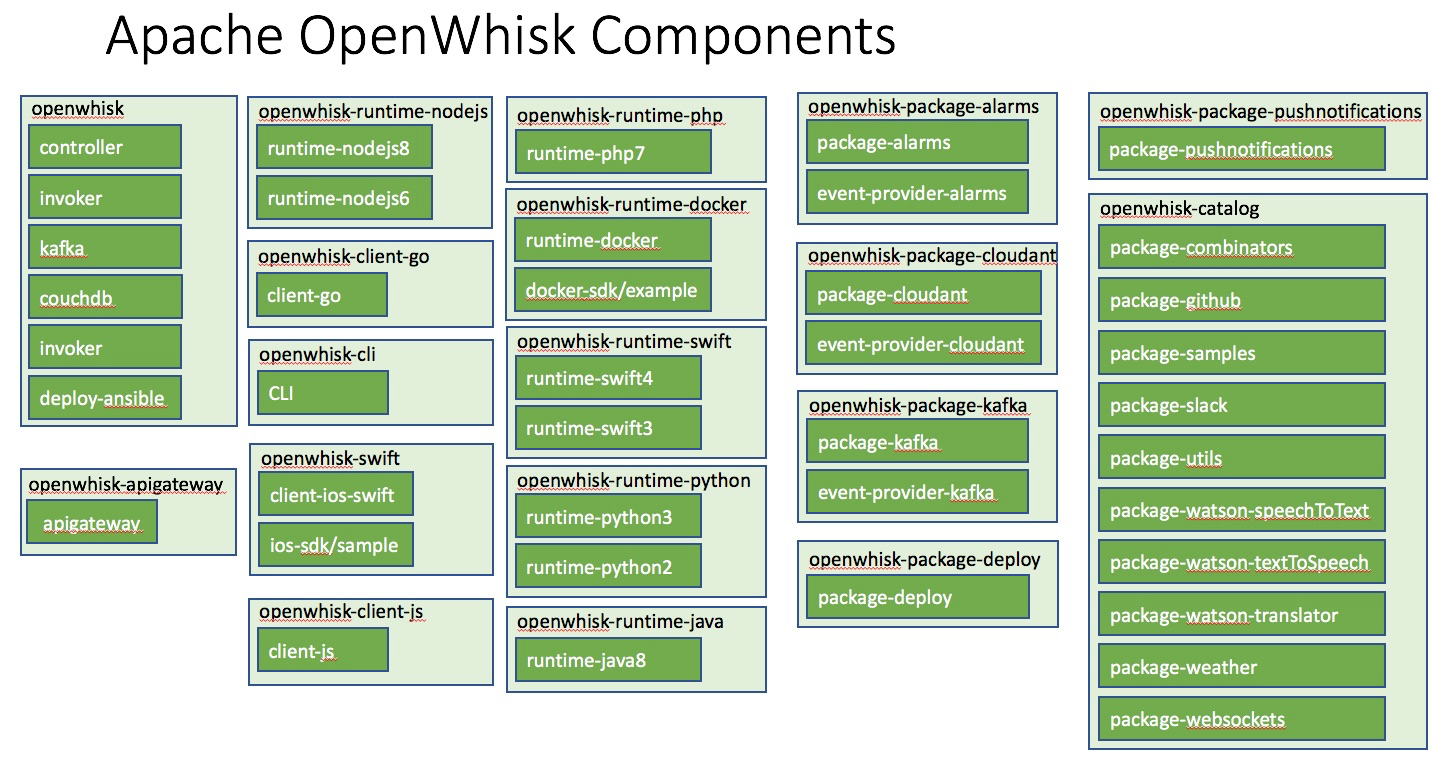 Apache OpenWhisk Components
openwhisk
controller
invoker
kafka
couchdb
invoker
deploy-ansible
openwhisk-apigateway
apigateway
openwhisk-runtime-nodejs
runtime-nodejs8
runtime-nodejs6
openwhisk-client-go
client-go
openwhisk-cli
CLI
openwhisk-swift
client-ios-swift
ios-sdk/sample
openwhisk-client-js
client-js
openwhisk-runtime-php
runtime-php7
openwhisk-runtime-docker
runtime-docker
docker-sdk/example
openwhisk-runtime-swift
runtime-swift4
runtime-swift3
openwhisk-runtime-python
runtime-python3
runtime-python2
openwhisk-runtime-java
runtime-java8
openwhisk-package-alarms
package-alarms
event-provider-alarms
openwhisk-package-cloudant
package-cloudant
event-provider-cloudant
openwhisk-package-kafka
package-kafka
event-provider-kafka
openwhisk-package-deploy
package-deploy
openwhisk-package-pushnotifications
package-pushnotifications
openwhisk-catalog
package-combinators
package-github
package-samples
package-slack
package-utils
package-watson-speechToText
package-watson-textToSpeech
package-watson-translator
package-weather
package-websockets